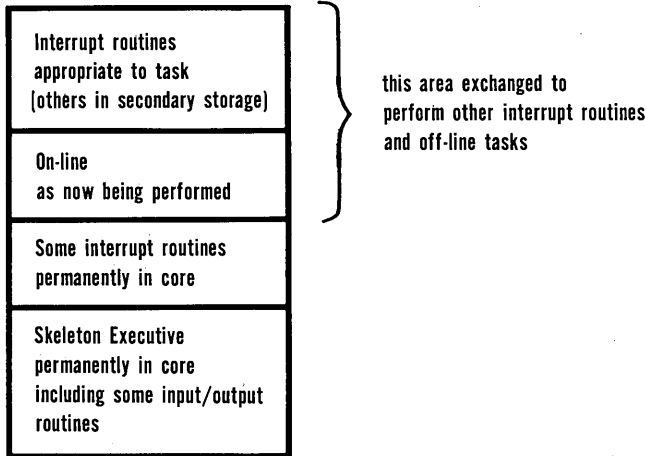 Interrupt routines
appropriate to task
(others in secondary storage)
On-line
as now being performed
Some interrupt routines
permanently in core
Skeleton Executive
permanently in core
including some input/output
routines
this area exchanged to
perform other interrupt routines
and off-line tasks